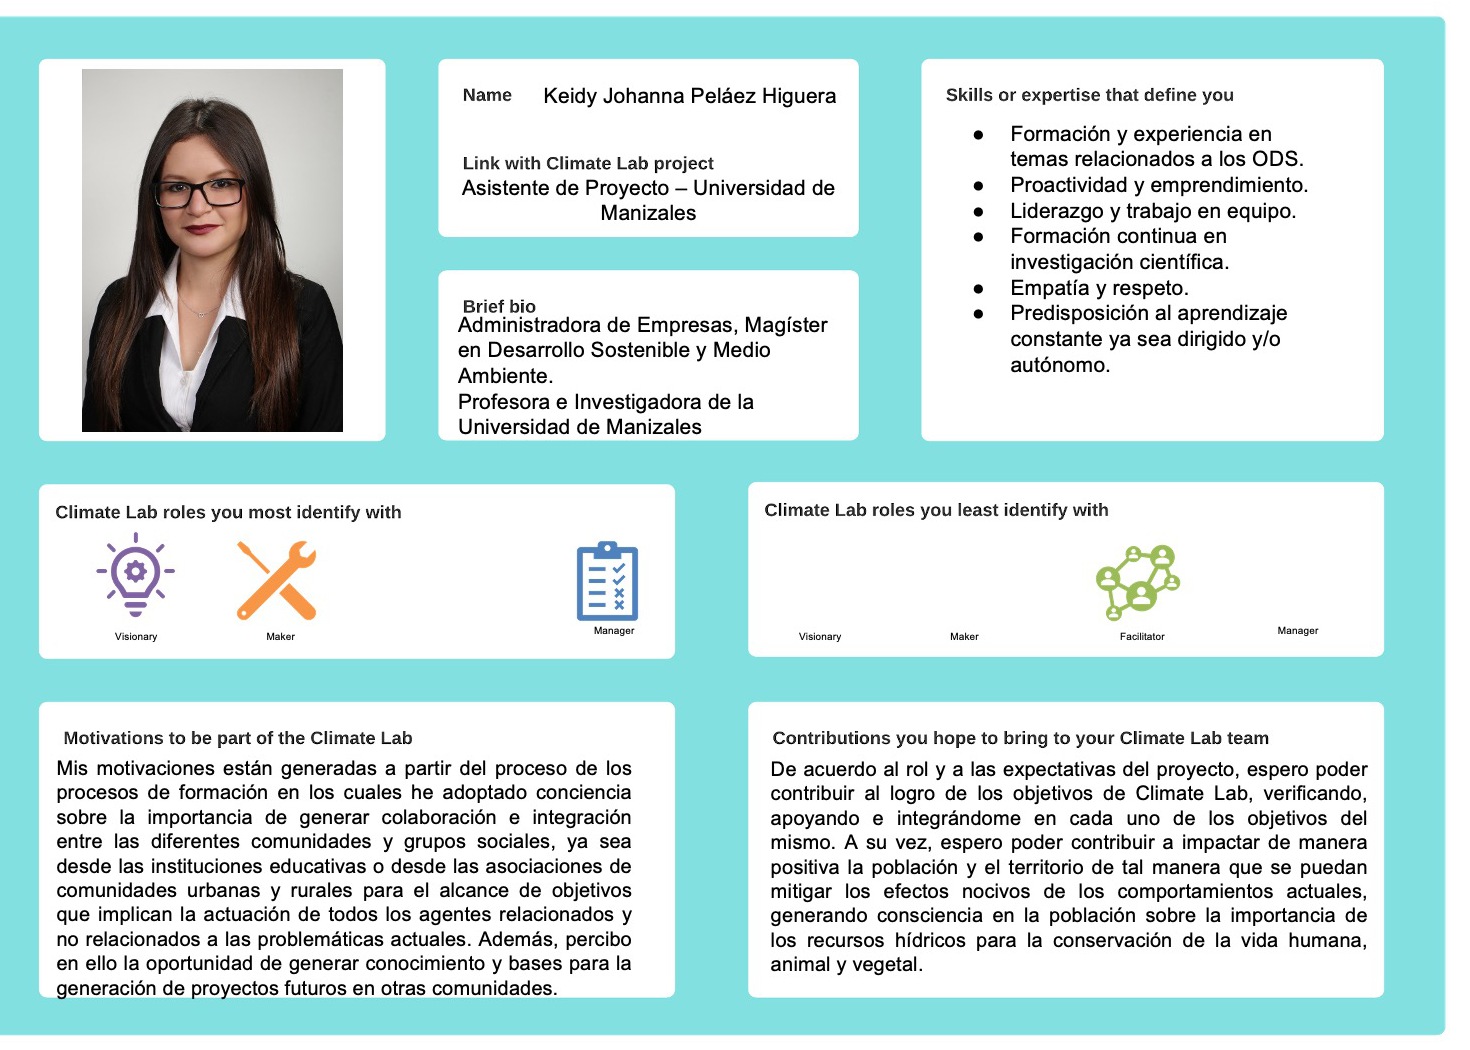 Name Keidy Johanna Peláez Higuera
Link with Climate Lab project
Asistente de Proyecto – Universidad de
Manizales
Brief bio
Administradora de Empresas, Magíster
en Desarrollo Sostenible y Medio
Ambiente.
Profesora e Investigadora de la
Universidad de Manizales
Skills or expertise that define you
● Formación y experiencia en
temas relacionados a los ODS.
● Proactividad y emprendimiento.
● Liderazgo y trabajo en equipo.
● Formación continua en
investigación científica.
● Empatía y respeto.
● Predisposición al aprendizaje
constante ya sea dirigido y/o
autónomo.
Climate Lab roles you most identify with
Visionary Maker Manager
Climate Lab roles you least identify with
Visionary Maker Facilitator Manager
Motivations to be part of the Climate Lab
Mis motivaciones están generadas a partir del proceso de los
procesos de formación en los cuales he adoptado conciencia
sobre la importancia de generar colaboración e integración
entre las diferentes comunidades y grupos sociales, ya sea
desde las instituciones educativas o desde las asociaciones de
comunidades urbanas y rurales para el alcance de objetivos
que implican la actuación de todos los agentes relacionados y
no relacionados a las problemáticas actuales. Además, percibo
en ello la oportunidad de generar conocimiento y bases para la
generación de proyectos futuros en otras comunidades.
Contributions you hope to bring to your Climate Lab team
De acuerdo al rol y a las expectativas del proyecto, espero poder
contribuir al logro de los objetivos de Climate Lab, verificando,
apoyando e integrándome en cada uno de los objetivos del
mismo. A su vez, espero poder contribuir a impactar de manera
positiva la población y el territorio de tal manera que se puedan
mitigar los efectos nocivos de los comportamientos actuales,
generando consciencia en la población sobre la importancia de
los recursos hídricos para la conservación de la vida humana,
animal y vegetal.